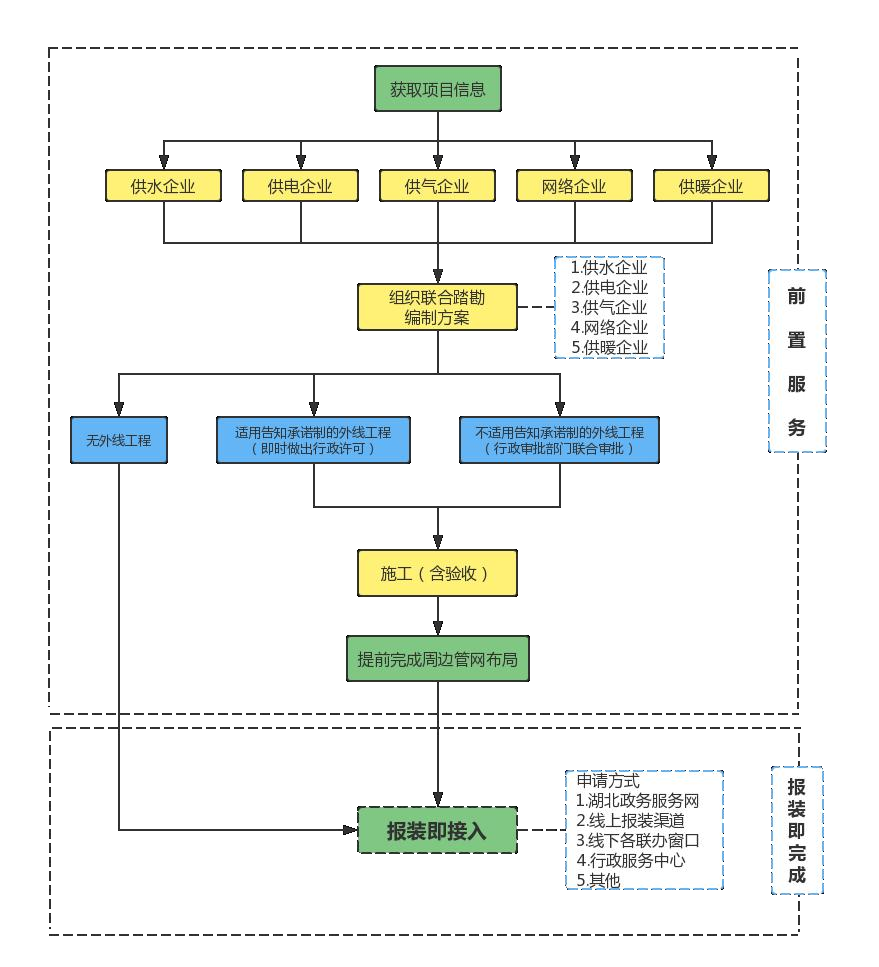 获取项目信息
供水企业
供电企业
供气企业
网络企业
供暖企业
组织联合踏勘
编制方案
1.供水企业
2.供电企业
3.供气企业
4.网络企业
5.供暖企业
前
置
服
务
无外线工程
适用告知承诺制的外线工程
（即时做出行政许可）
不适用告知承诺制的外线工程
（行政审批部门联合审批）
施工（含验收）
提前完成周边管网布局
报装即接入
申请方式
1.湖北政务服务网
2.线上报装渠道
3.线下各联办窗口
4.行政服务中心
5.其他
报
装
即
完
成